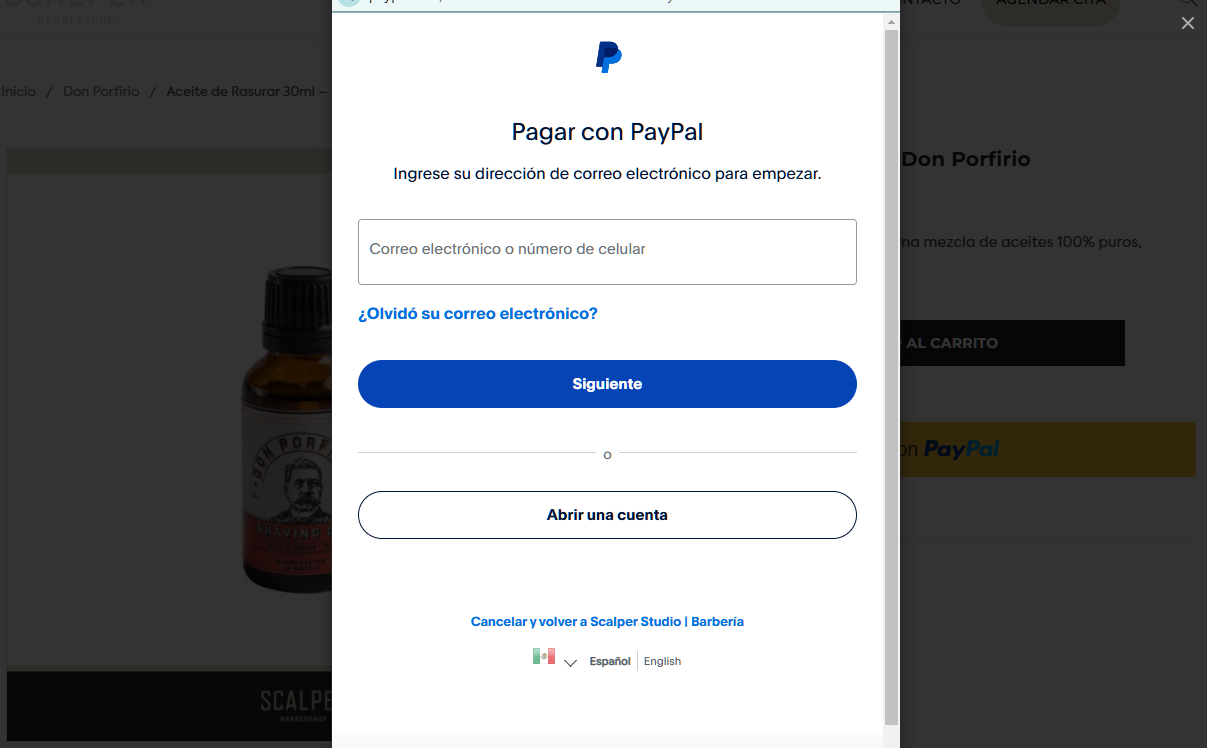 BARBERSHOP
AGENDAR CITA
Inicio / Don Porfirio / Aceite de Rasurar 30ml –
Pagar con PayPal
Ingrese su dirección de correo electrónico para empezar.
Correo electrónico o número de celular
¿Olvidó su correo electrónico?
Siguiente
o
Abrir una cuenta
Cancelar y volver a Scalper Studio | Barbería
Español English
Don Porfirio
na mezcla de aceites 100% puros,
AL CARRITO
on PayPal
DON PORF
SHAVING
SCALPE
BARBERSHOP